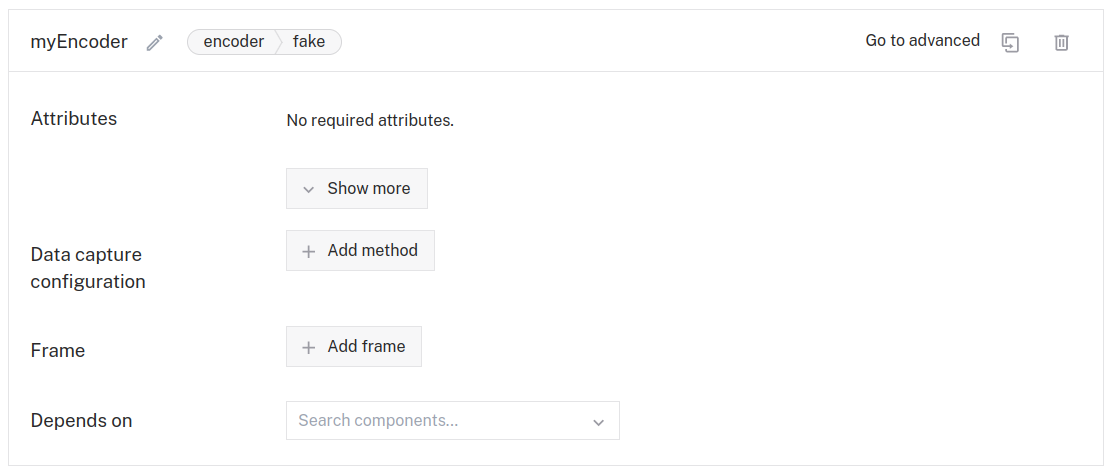 myEncoder encoder fake Go to advanced
Attributes No required attributes.
Show more
Data capture
configuration
Add method
Frame Add frame
Depends on Search components...